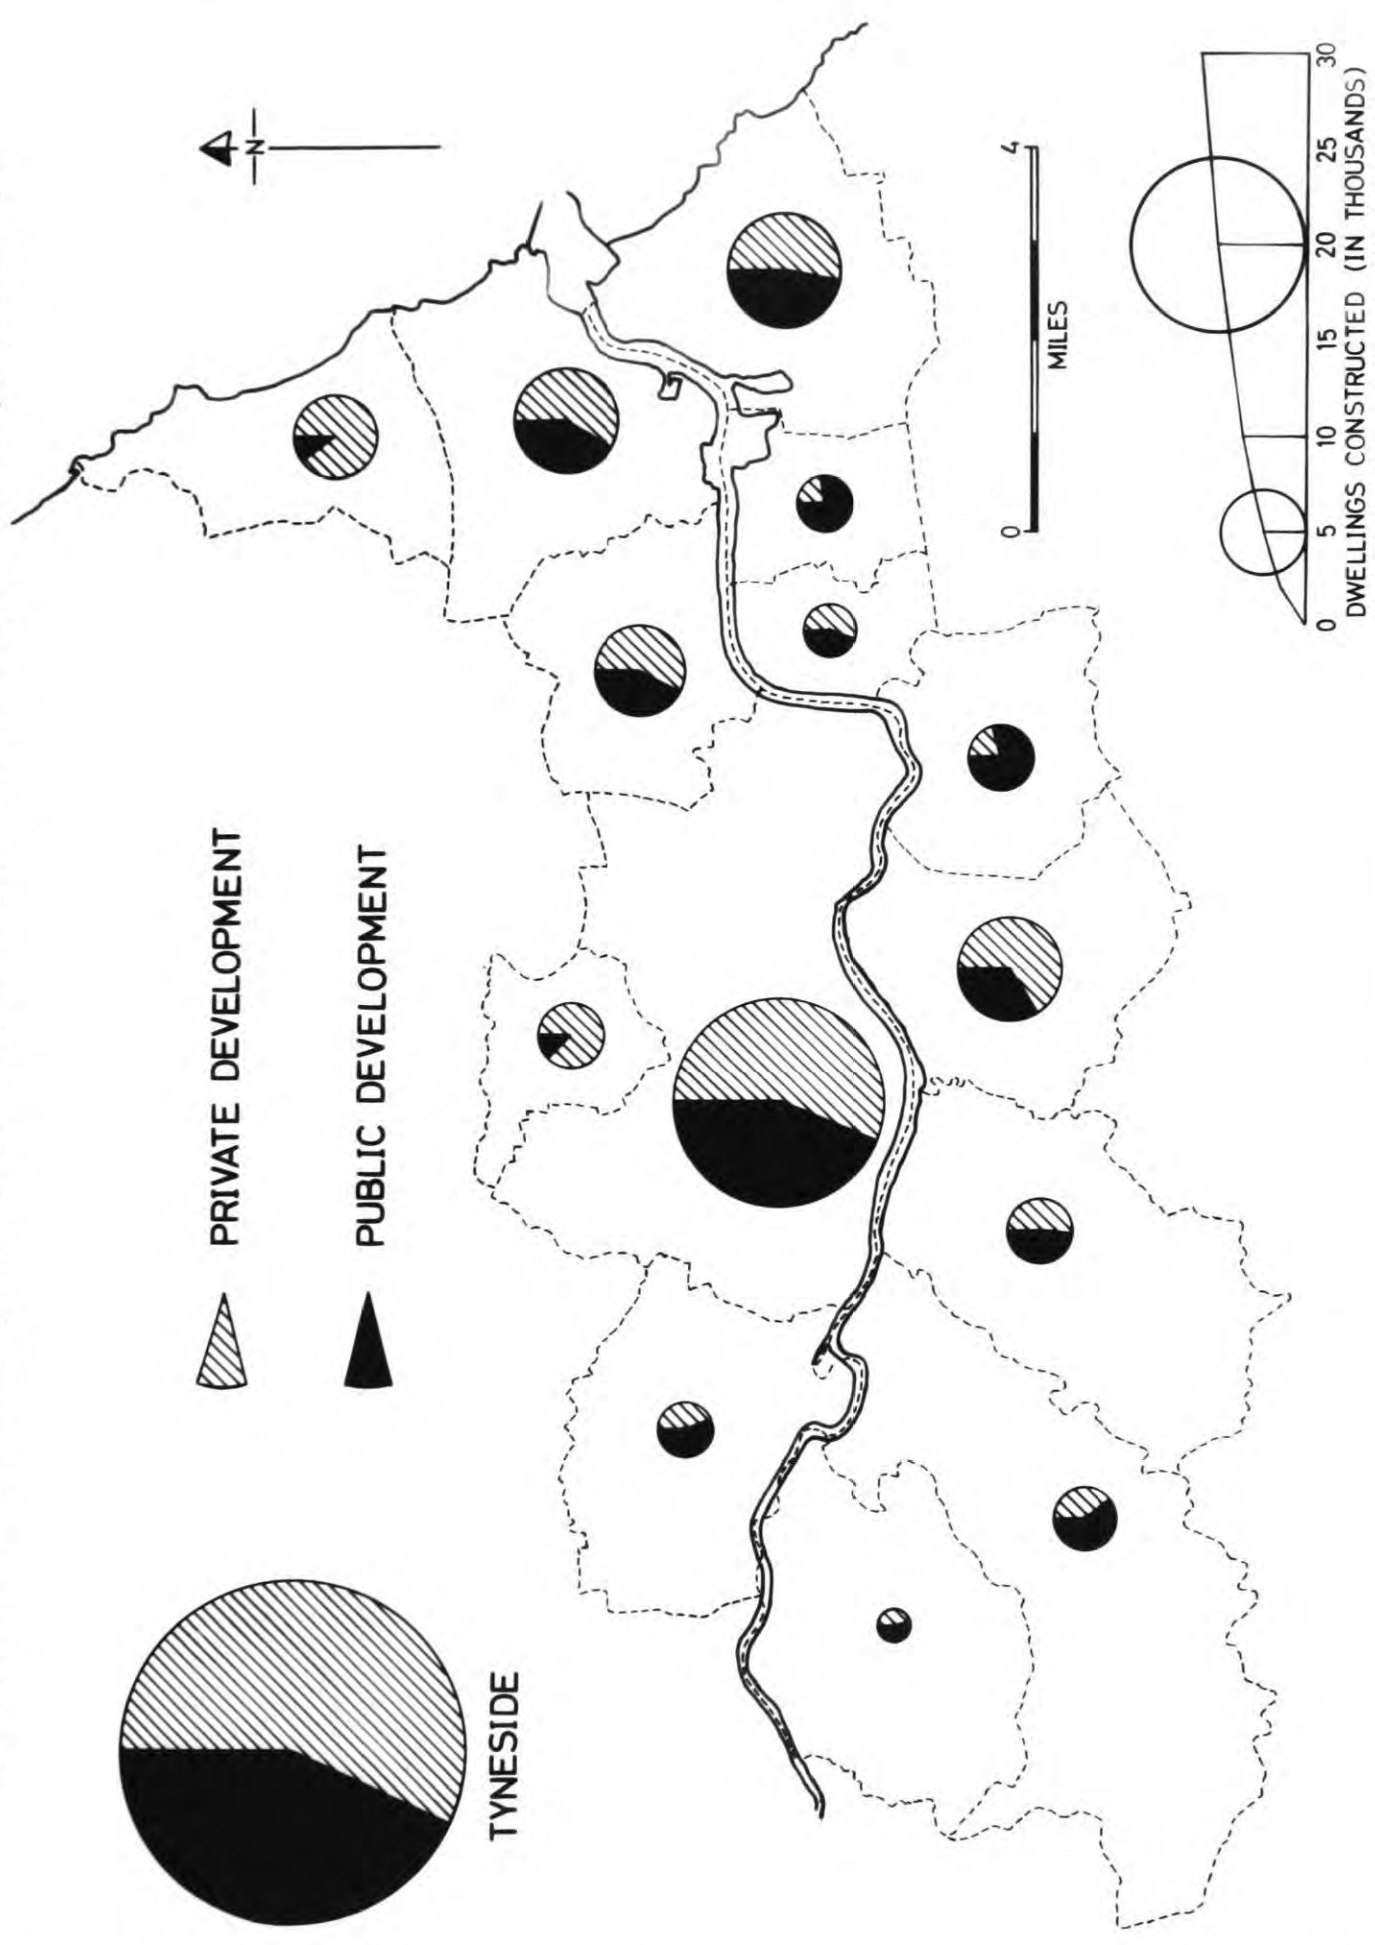 N
PRIVATE DEVELOPMENT
PUBLIC DEVELOPMENT
TYNESIDE
0 4
MILES
0 5 10 15 20 25 30
DWELLINGS CONSTRUCTED (IN THOUSANDS)